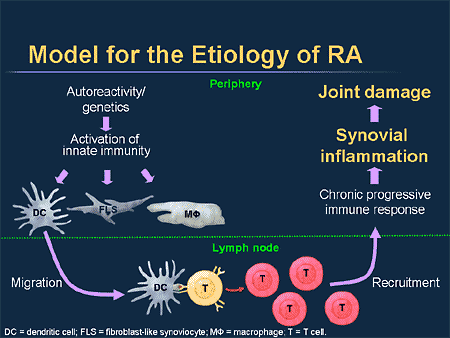 Model for the Etiology of RA
Periphery
Autoreactivity/
genetics
Activation of
innate immunity
DC
FLS
MΦ
Joint damage
Synovial
inflammation
Chronic progressive
immune response
Lymph node
Migration
DC
T
T
T
T
T
T
Recruitment
DC = dendritic cell; FLS = fibroblast-like synoviocyte; MΦ = macrophage; T = T cell.